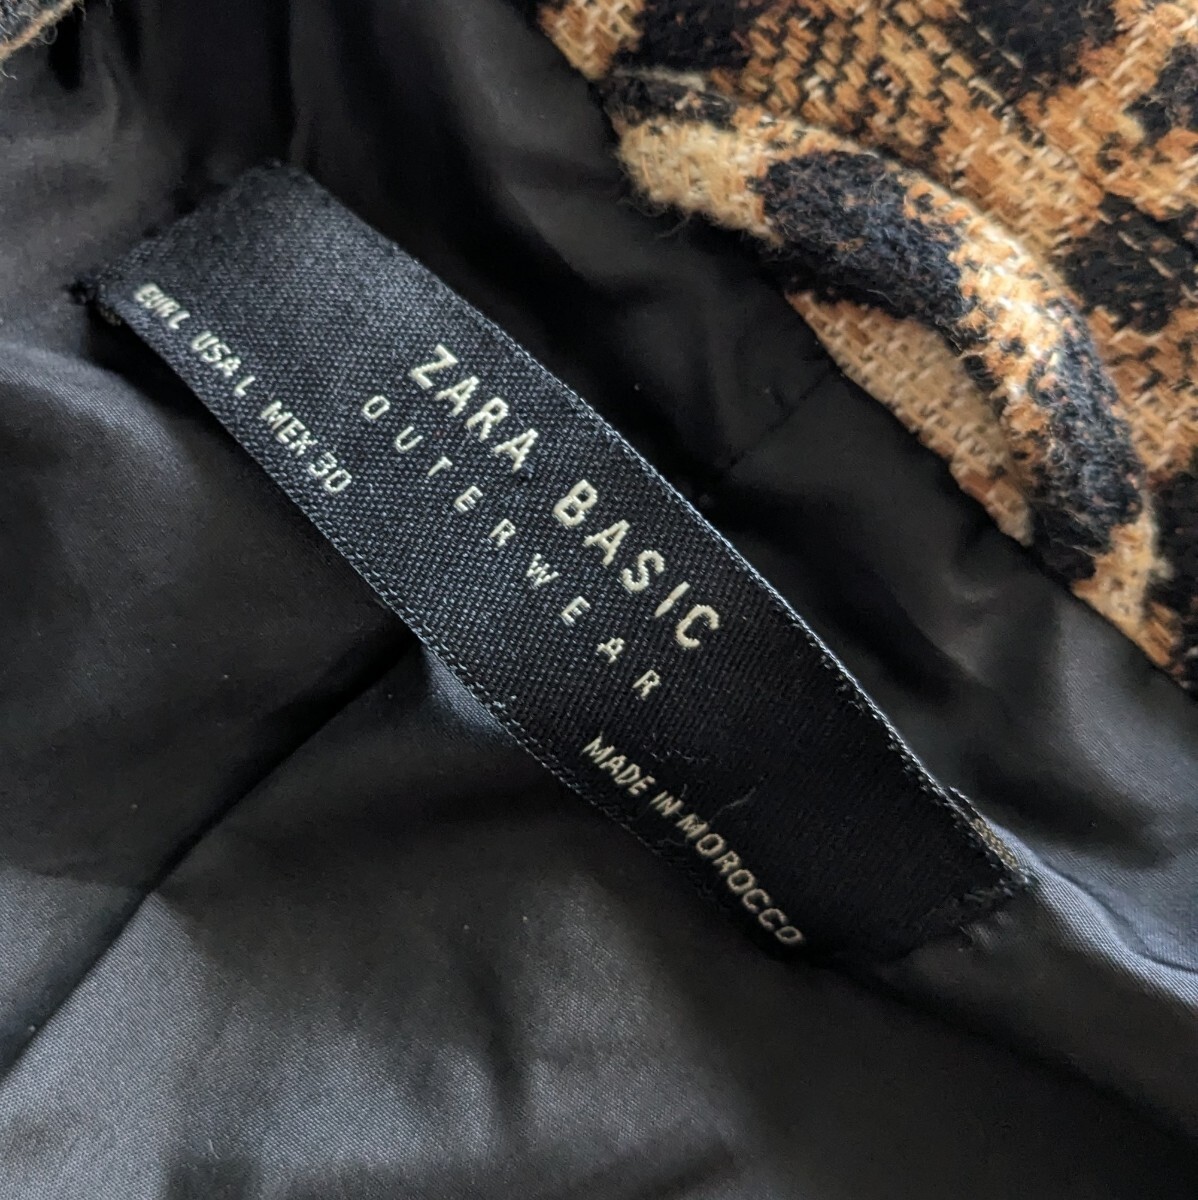 ZARA BASIC
OUTERWEAR
EUR L USA L MEX 30
MADE IN MOROCCO